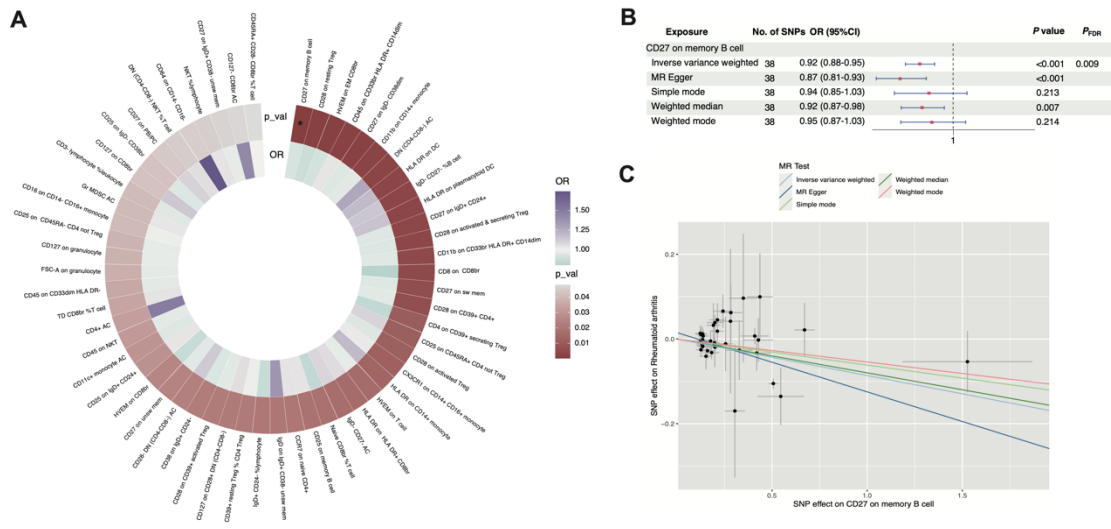 A
CD27 on memory B cell
CD28 on resting Treg
HVEM on EM CD8br
CD45 on CD33br HLA DR+ CD14dim
CD27 on IgD- CD38dim
CD11b on CD14+ monocyte
DN (CD4-CD8-) AC
HLA DR on DC
IgD- CD27- %B cell
HLA DR on plasmacytoid DC
CD27 on IgD+ CD24+
CD28 on activated & secreting Treg
CD11b on CD33br HLA DR+ CD14dim
CD8 on CD8br
CD27 on sw mem
CD28 on CD39+ CD4+
CD4 on CD39+ secreting Treg
CD25 on CD45RA+ CD4 not Treg
CD28 on activated Treg
CX3CR1 on CD14+ CD16+ monocyte
HLA DR on CD14+ monocyte
HVEM on T cell
HLA DR on HLA DR+ CD8br
IgD- CD27- AC
Naive CD8br %T cell
CD25 on memory B cell
CCR7 on naive CD4+
IgD on IgD+ CD38- unsw mem
IgD+ CD24- %lymphocyte
CD39+ resting Treg % CD4 Treg
CD127 on CD28+ DN (CD4-CD8-)
CD28 on CD39+ activated Treg
CD38 on IgD+ CD24-
CD28- DN (CD4-CD8-) AC
CD27 on unsw mem
HVEM on CD8br
CD25 on IgD+ CD24+
CD11c+ monocyte AC
CD45 on NKT
CD4+ AC
TD CD8br %T cell
CD45 on CD33dim HLA DR-
FSC-A on granulocyte
CD127 on granulocyte
CD25 on CD45RA- CD4 not Treg
CD16 on CD14- CD16+ monocyte
Gr MDSC AC
CD3- lymphocyte %leukocyte
CD127 on CD8br
CD25 on IgD- CD38br
CD27 on PB/PC
DN (CD4-CD8-) NKT %T cell
CD64 on CD14- CD16-
NKT %lymphocyte
CD27 on IgD+ CD38- unsw mem
CD127- CD8br AC
CD45RA+ CD28- CD8br %T cell
p_val
*
OR
OR
1.50
1.25
1.00
0.75
p_val
0.04
0.03
0.02
0.01
B
Exposure No. of SNPs OR (95%CI) P value PFDR
CD27 on memory B cell
Inverse variance weighted 38 0.92 (0.88-0.95) <0.001 0.009
MR Egger 38 0.87 (0.81-0.93) <0.001
Simple mode 38 0.94 (0.85-1.03) 0.213
Weighted median 38 0.92 (0.87-0.98) 0.007
Weighted mode 38 0.95 (0.87-1.03) 0.214
1
C
MR Test
Inverse variance weighted
MR Egger
Simple mode
Weighted median
Weighted mode
SNP effect on Rheumatoid arthritis
0.2
0.0
-0.2
0.5
1.0
1.5
SNP effect on CD27 on memory B cell